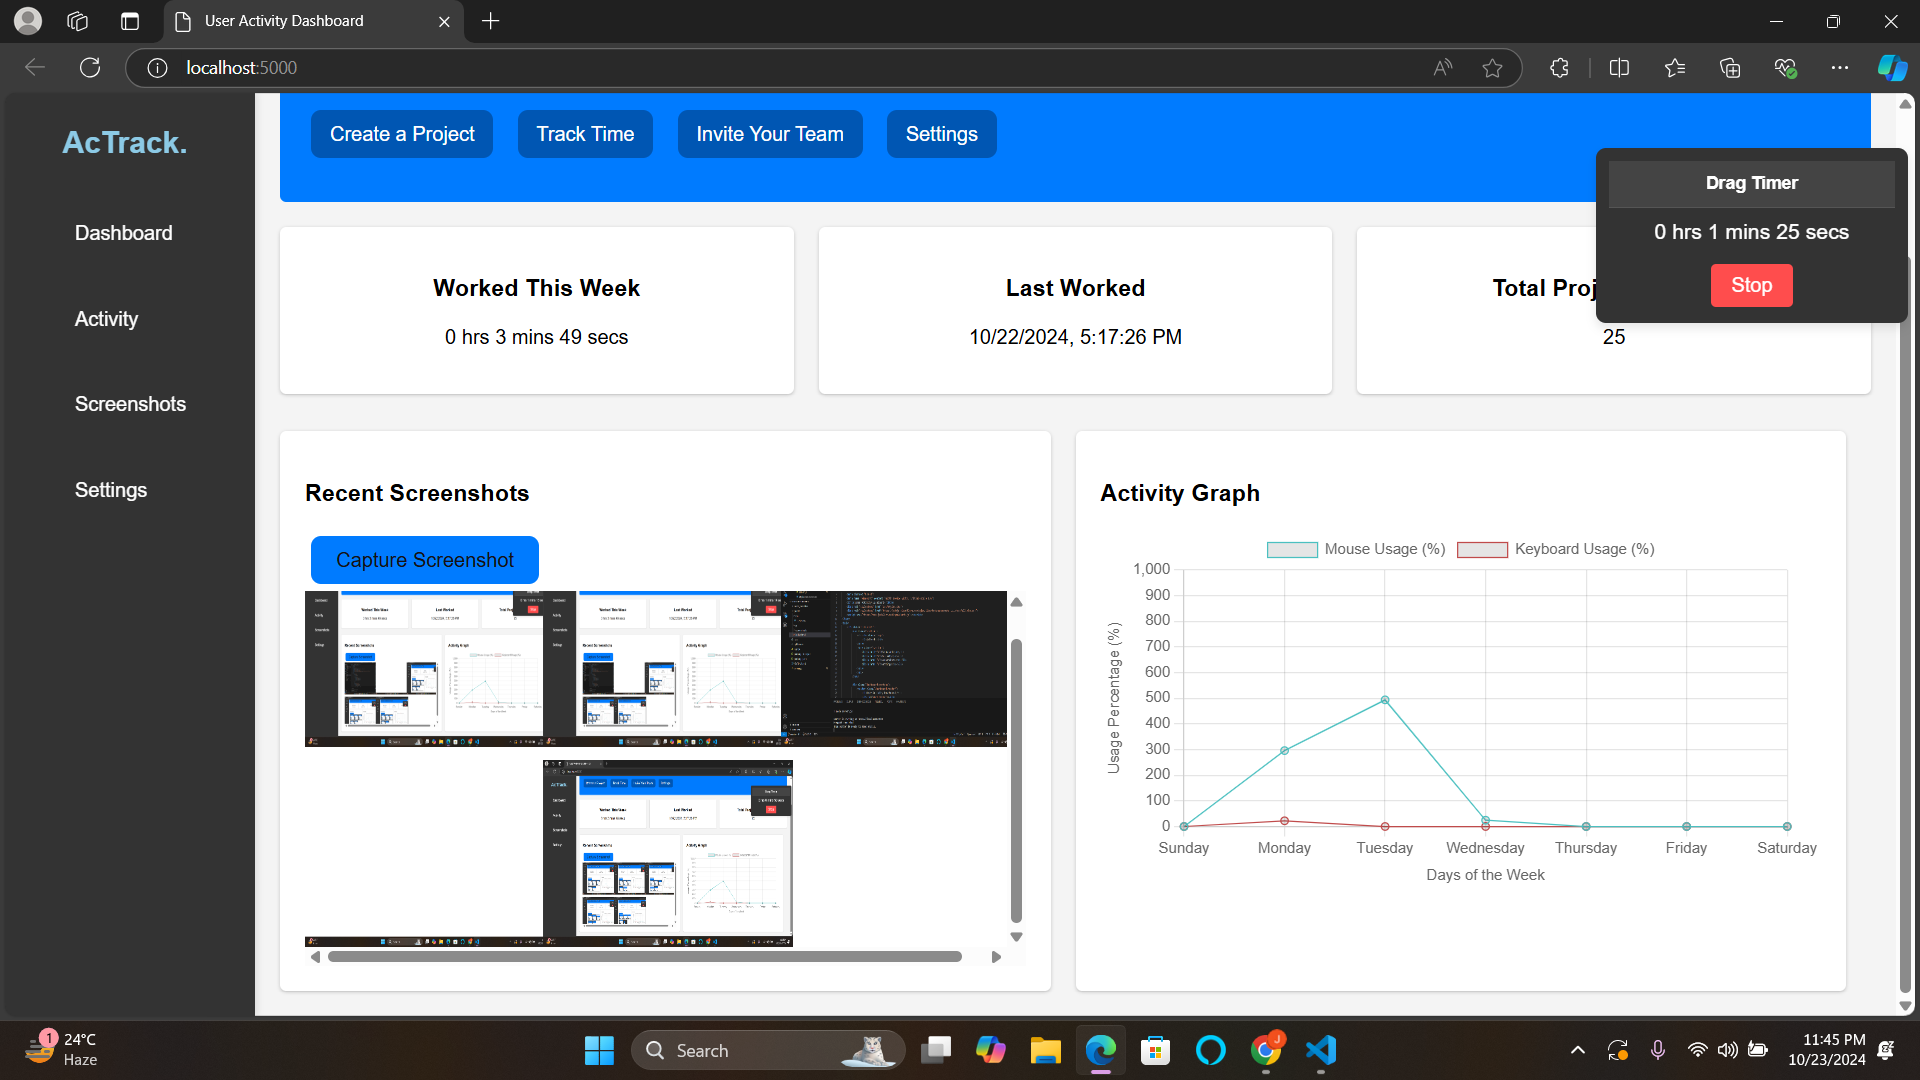 User Activity Dashboard
localhost:5000
AcTrack.
Dashboard
Activity
Screenshots
Settings
Create a Project
Track Time
Invite Your Team
Settings
Drag Timer
0 hrs 1 mins 25 secs
Stop
Worked This Week
0 hrs 3 mins 49 secs
Last Worked
10/22/2024, 5:17:26 PM
Total Proj
25
Recent Screenshots
Capture Screenshot
Activity Graph
Mouse Usage (%)
Keyboard Usage (%)
Usage Percentage (%)
1,000
900
800
700
600
500
400
300
200
100
0
Sunday
Monday
Tuesday
Wednesday
Thursday
Friday
Saturday
Days of the Week
1
24°C
Haze
Search
J
11:45 PM
10/23/2024